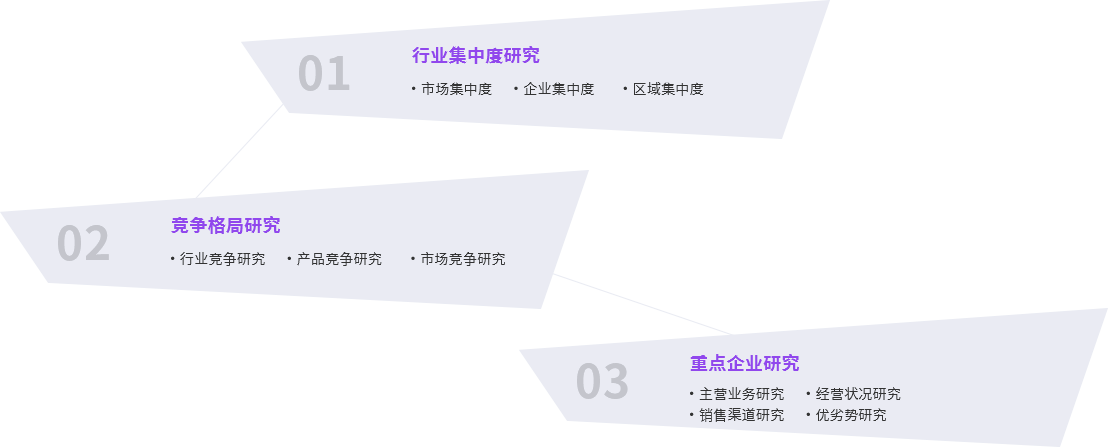 01
行业集中度研究
• 市场集中度 • 企业集中度 • 区域集中度
02
竞争格局研究
• 行业竞争研究 • 产品竞争研究 • 市场竞争研究
03
重点企业研究
• 主营业务研究 • 经营状况研究
• 销售渠道研究 • 优劣势研究